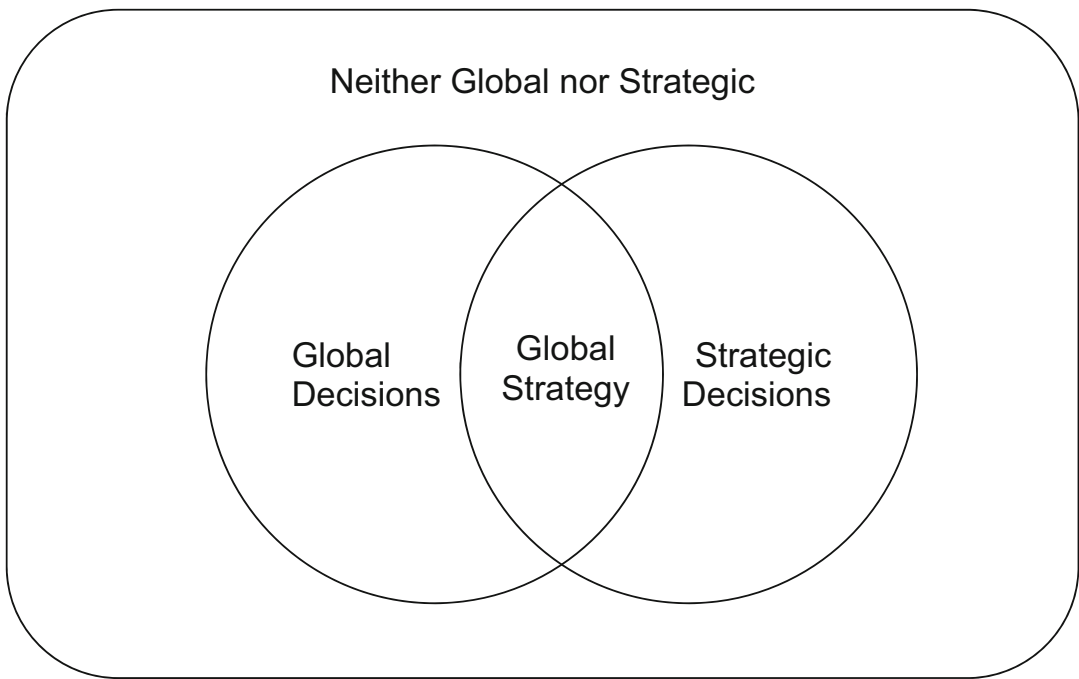 Neither Global nor Strategic
Global
Decisions
Global
Strategy
Strategic
Decisions